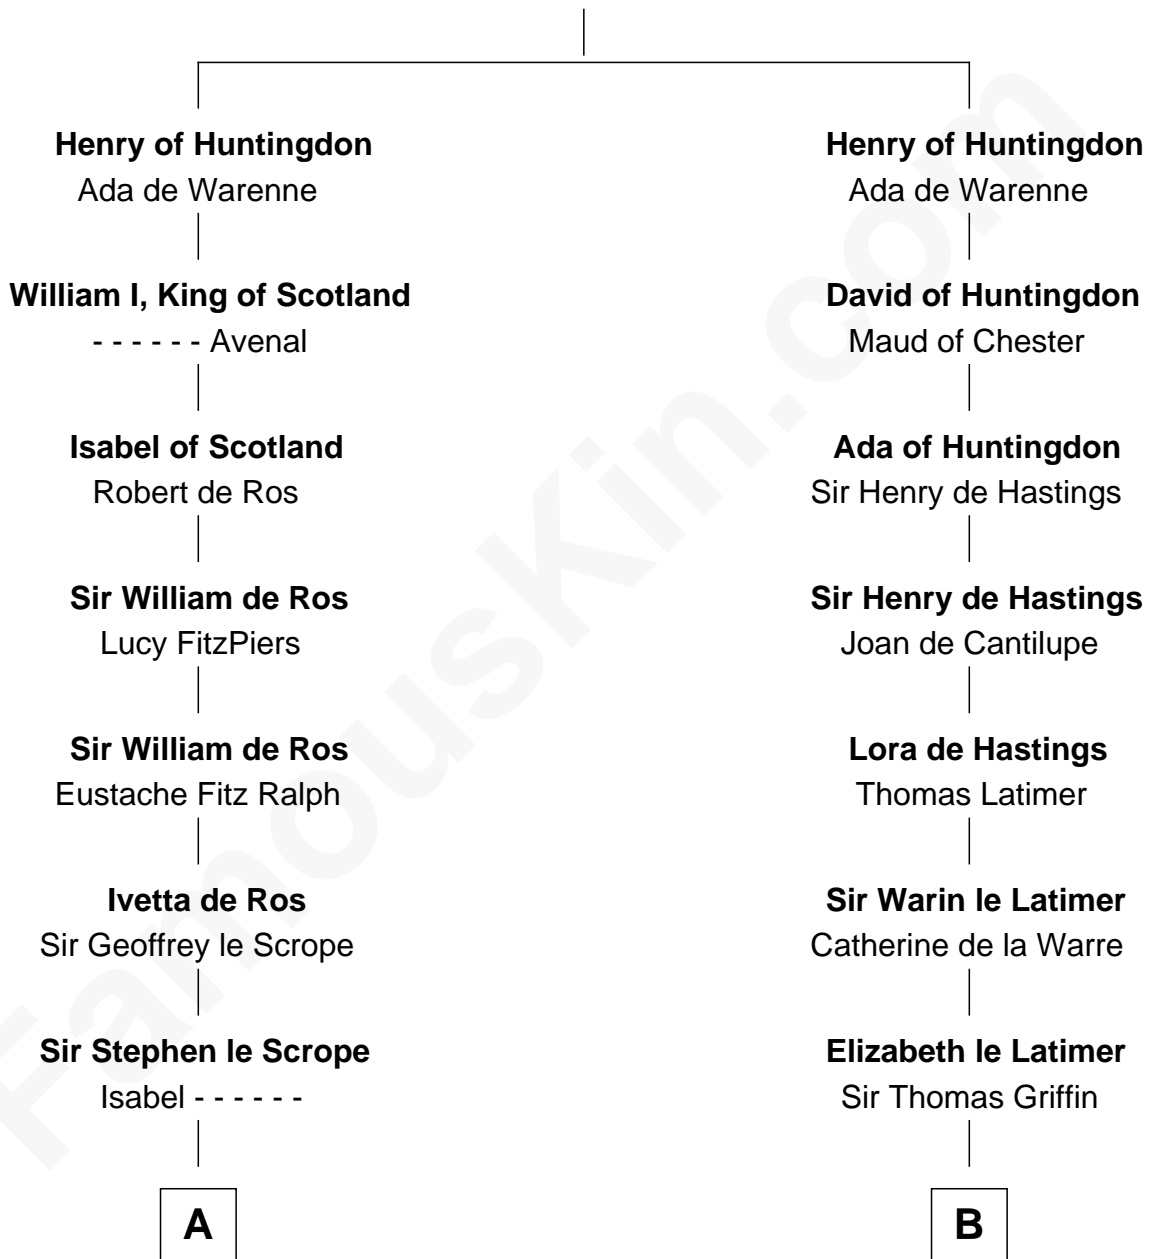 Henry of Huntingdon
Ada de Warenne
William I, King of Scotland
- - - - - - Avenal
Isabel of Scotland
Robert de Ros
Sir William de Ros
Lucy FitzPiers
Sir William de Ros
Eustache Fitz Ralph
Ivetta de Ros
Sir Geoffrey le Scrope
Sir Stephen le Scrope
Isabel - - - - - -
A
Henry of Huntingdon
Ada de Warenne
David of Huntingdon
Maud of Chester
Ada of Huntingdon
Sir Henry de Hastings
Sir Henry de Hastings
Joan de Cantilupe
Lora de Hastings
Thomas Latimer
Sir Warin le Latimer
Catherine de la Warre
Elizabeth le Latimer
Sir Thomas Griffin
B
FamousKin.com